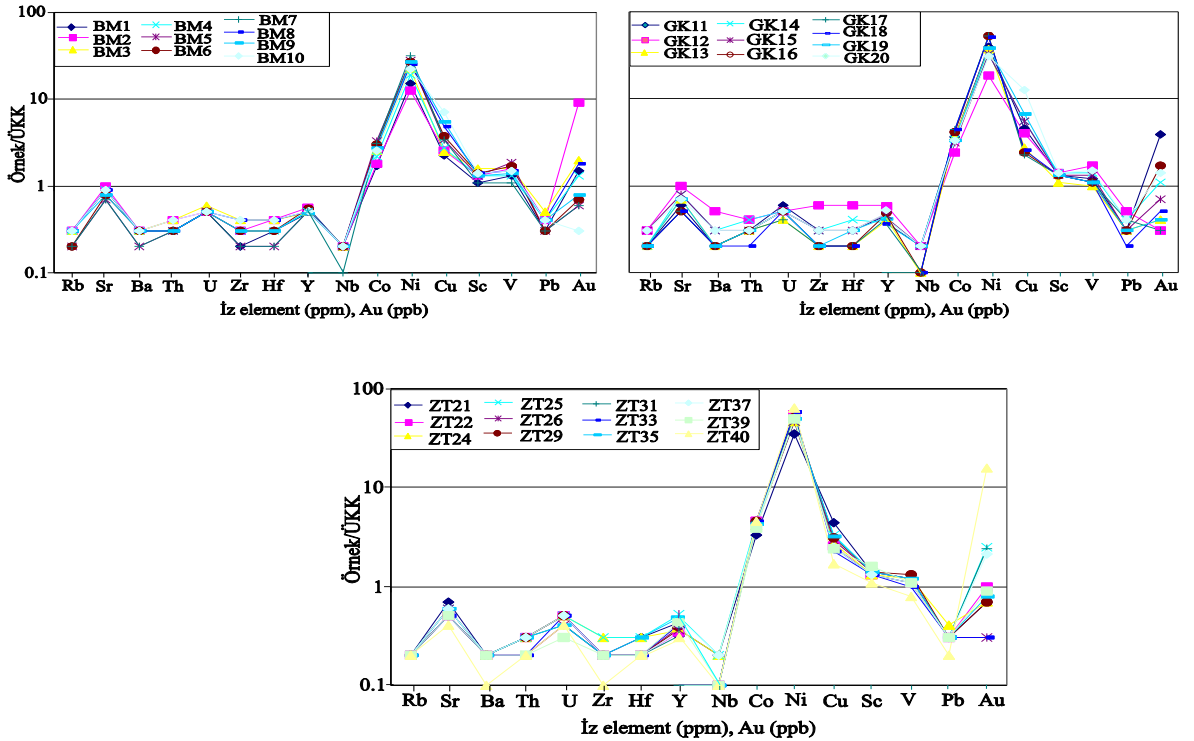 100
10
1
0.1
Örnek/ÜKK
BM1 BM4 BM7
BM2 BM5 BM8
BM3 BM6 BM9
BM10
Rb Sr Ba Th U Zr Hf Y Nb Co Ni Cu Sc V Pb Au
İz element (ppm), Au (ppb)
GK11 GK14 GK17
GK12 GK15 GK18
GK13 GK16 GK19
GK20
Rb Sr Ba Th U Zr Hf Y Nb Co Ni Cu Sc V Pb Au
İz element (ppm), Au (ppb)
100
10
1
0.1
Örnek/ÜKK
ZT21 ZT25 ZT31 ZT37
ZT22 ZT26 ZT33 ZT39
ZT24 ZT29 ZT35 ZT40
Rb Sr Ba Th U Zr Hf Y Nb Co Ni Cu Sc V Pb Au
İz element (ppm), Au (ppb)